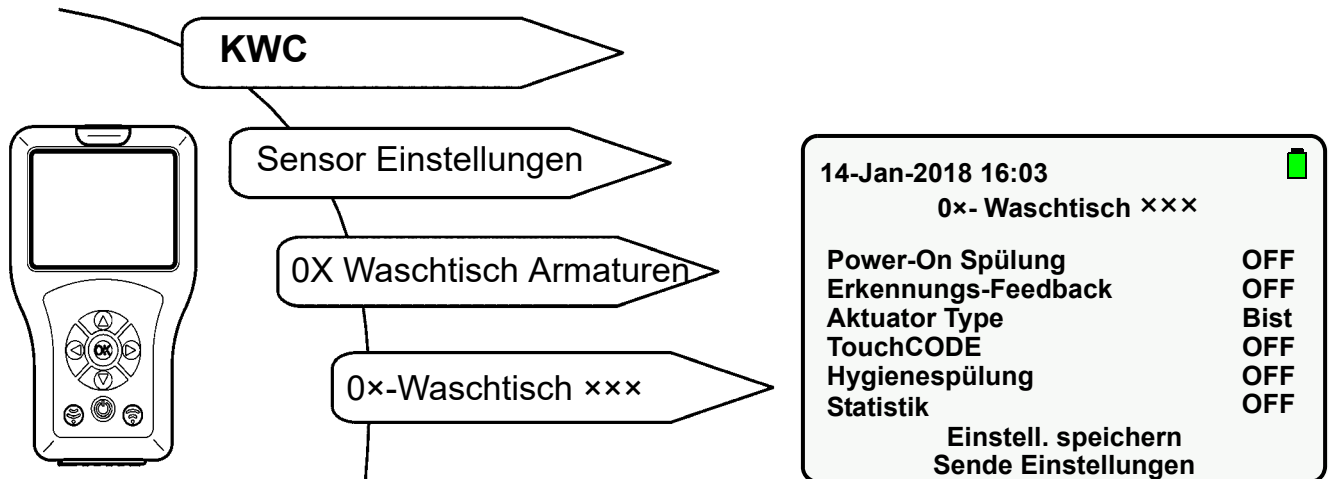 KWC
Sensor Einstellungen
0X Waschtisch Armaturen
0×-Waschtisch ×××
OK
14-Jan-2018 16:03
0×- Waschtisch ×××
Power-On Spülung OFF
Erkennungs-Feedback OFF
Aktuator Type Bist
TouchCODE OFF
Hygienespülung OFF
Statistik OFF
Einstell. speichern
Sende Einstellungen